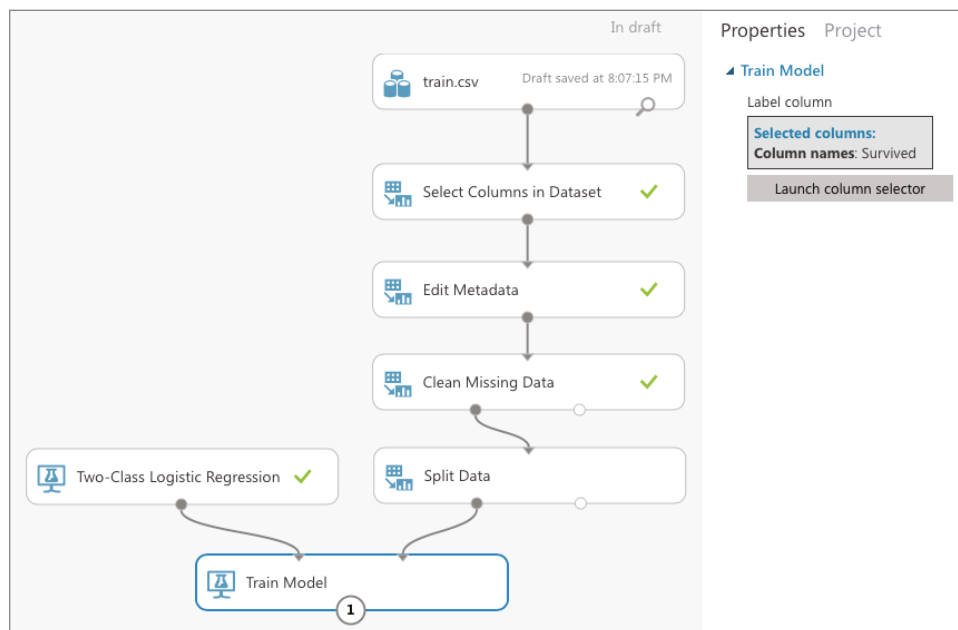 In draft
Properties Project
train.csv
Draft saved at 8:07:15 PM
Train Model
Label column
Selected columns:
Column names: Survived
Launch column selector
Select Columns in Dataset
Edit Metadata
Clean Missing Data
Two-Class Logistic Regression
Split Data
Train Model
1